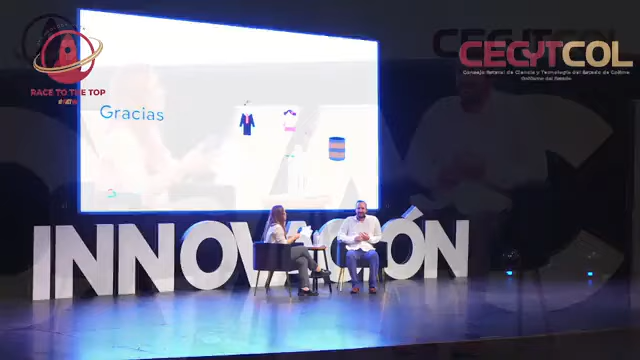 RACE TO THE TOP
CECYTCOL
Consejo Estatal de Ciencia y Tecnología del Estado de Colima
Gobierno del Estado
Gracias
INNOVACIÓN